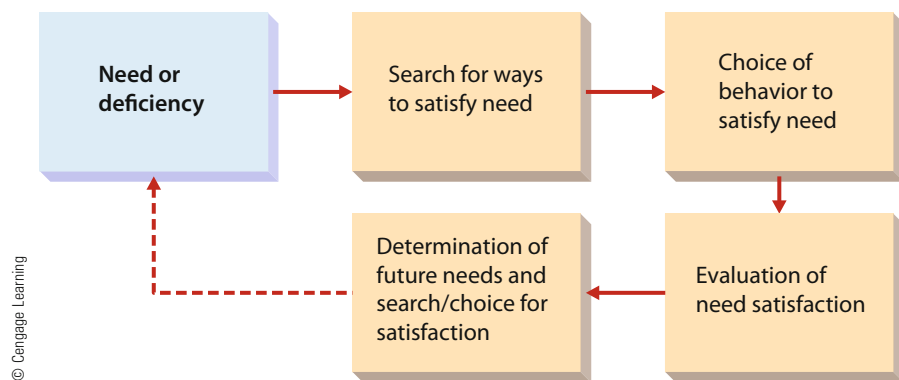 Need or
deficiency
Search for ways
to satisfy need
Choice of
behavior to
satisfy need
Evaluation of
need satisfaction
Determination of
future needs and
search/choice for
satisfaction
© Cengage Learning